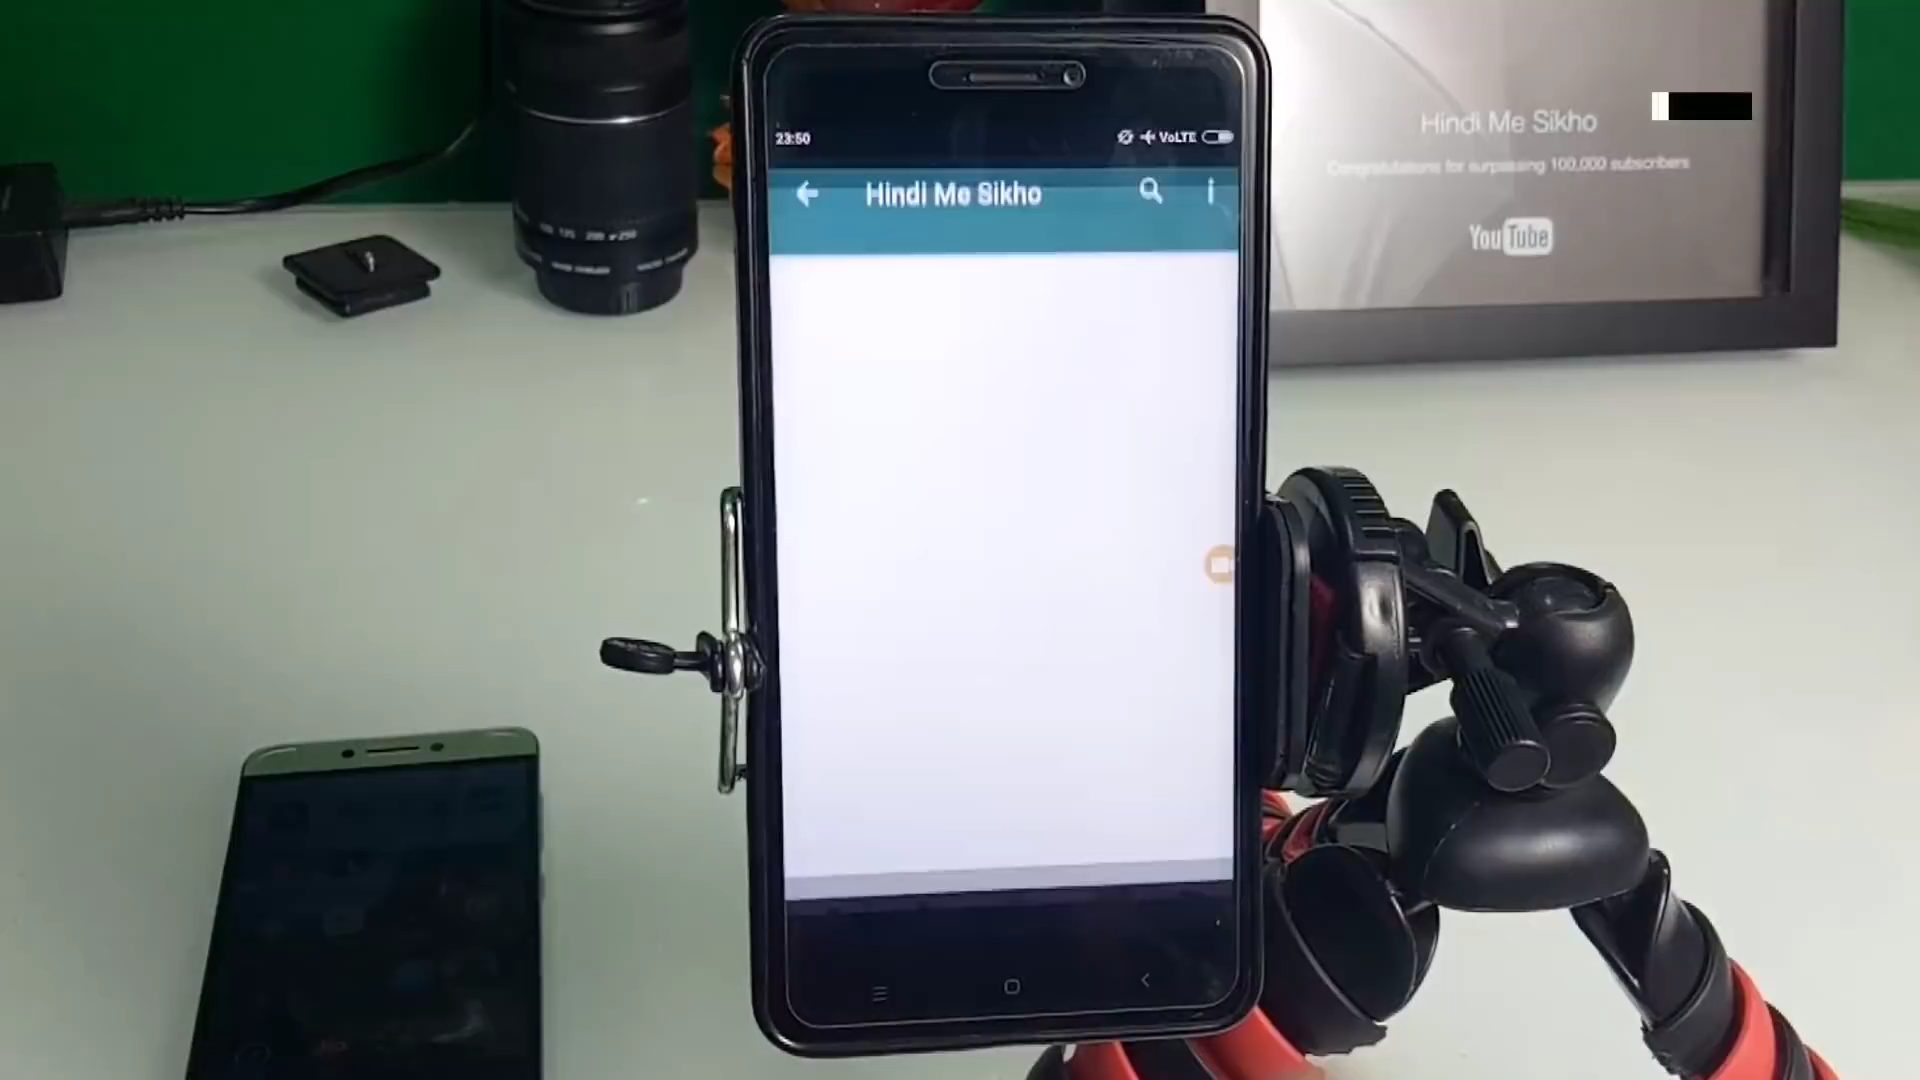 23:50
VoLTE
Hindi Me Sikho
Hindi Me Sikho
Congratulations for surpassing 100,000 subscribers
YouTube